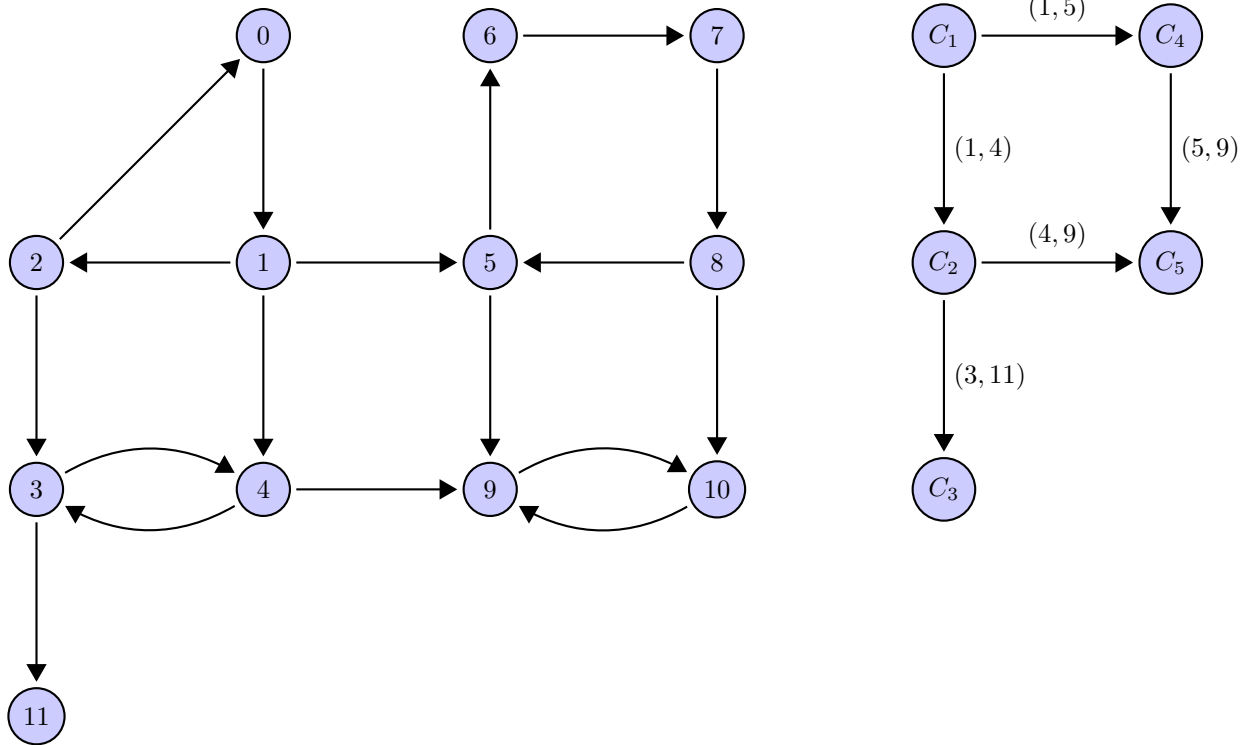 0 6 7 C₁ (1, 5) C₄
(1, 4) (5, 9)
2 1 5 8 C₂ (4, 9) C₅
(3, 11)
3 4 9 10 C₃
11